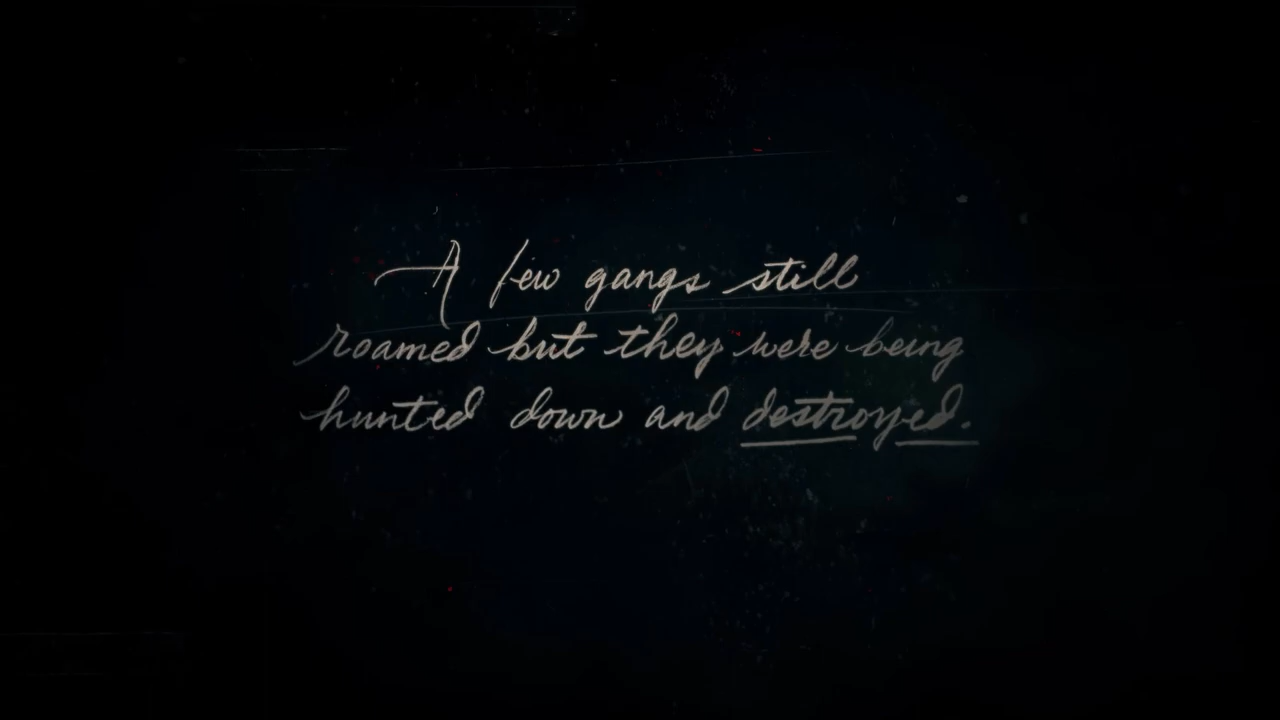 A few gangs still
roamed but they were being
hunted down and destroyed.